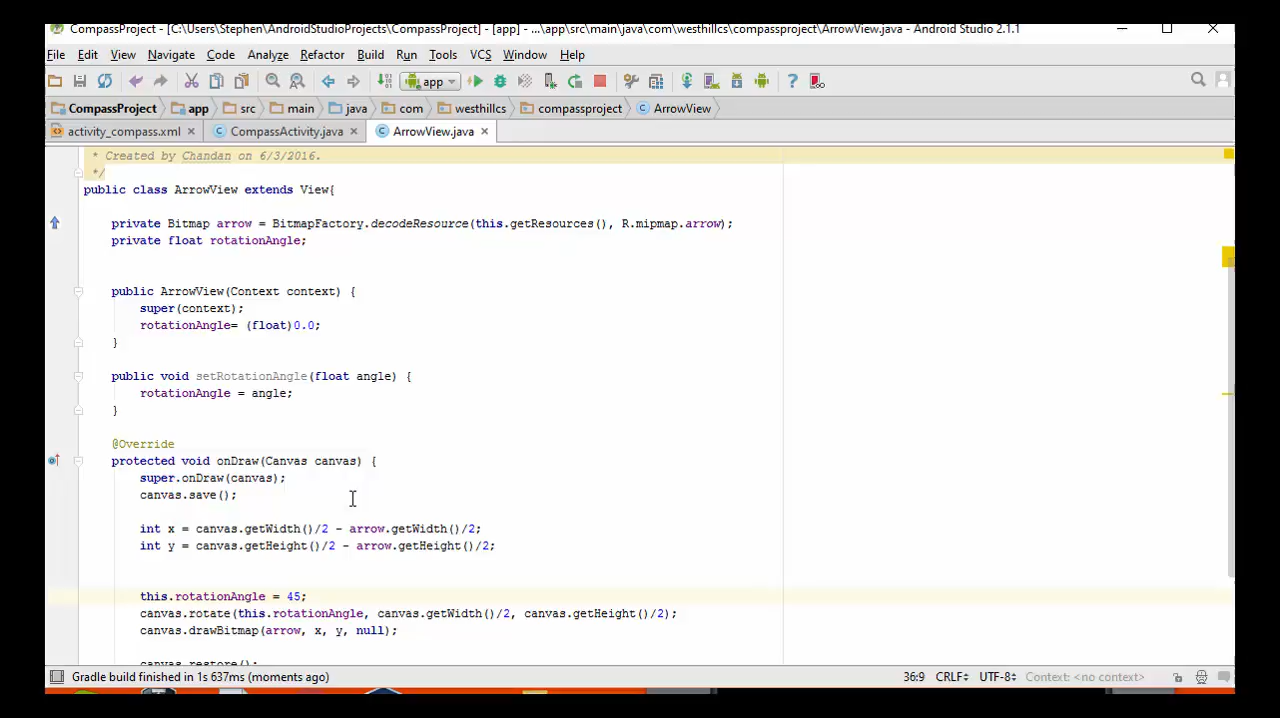 CompassProject - [C:\Users\Stephen\AndroidStudioProjects\CompassProject] - [app] - ...\app\src\main\java\com\westhillcs\compassproject\ArrowView.java - Android Studio 2.1.1
File Edit View Navigate Code Analyze Refactor Build Run Tools VCS Window Help
app
CompassProject app src main java com westhillcs compassproject ArrowView
activity_compass.xml CompassActivity.java ArrowView.java
* Created by Chandan on 6/3/2016.
*/
public class ArrowView extends View{
private Bitmap arrow = BitmapFactory.decodeResource(this.getResources(), R.mipmap.arrow);
private float rotationAngle;
public ArrowView(Context context) {
super(context);
rotationAngle= (float)0.0;
}
public void setRotationAngle(float angle) {
rotationAngle = angle;
}
@Override
protected void onDraw(Canvas canvas) {
super.onDraw(canvas);
canvas.save();
int x = canvas.getWidth()/2 - arrow.getWidth()/2;
int y = canvas.getHeight()/2 - arrow.getHeight()/2;
this.rotationAngle = 45;
canvas.rotate(this.rotationAngle, canvas.getWidth()/2, canvas.getHeight()/2);
canvas.drawBitmap(arrow, x, y, null);
canvas.restore();
Gradle build finished in 1s 637ms (moments ago) 36:9 CRLF UTF-8 Context: <no context>